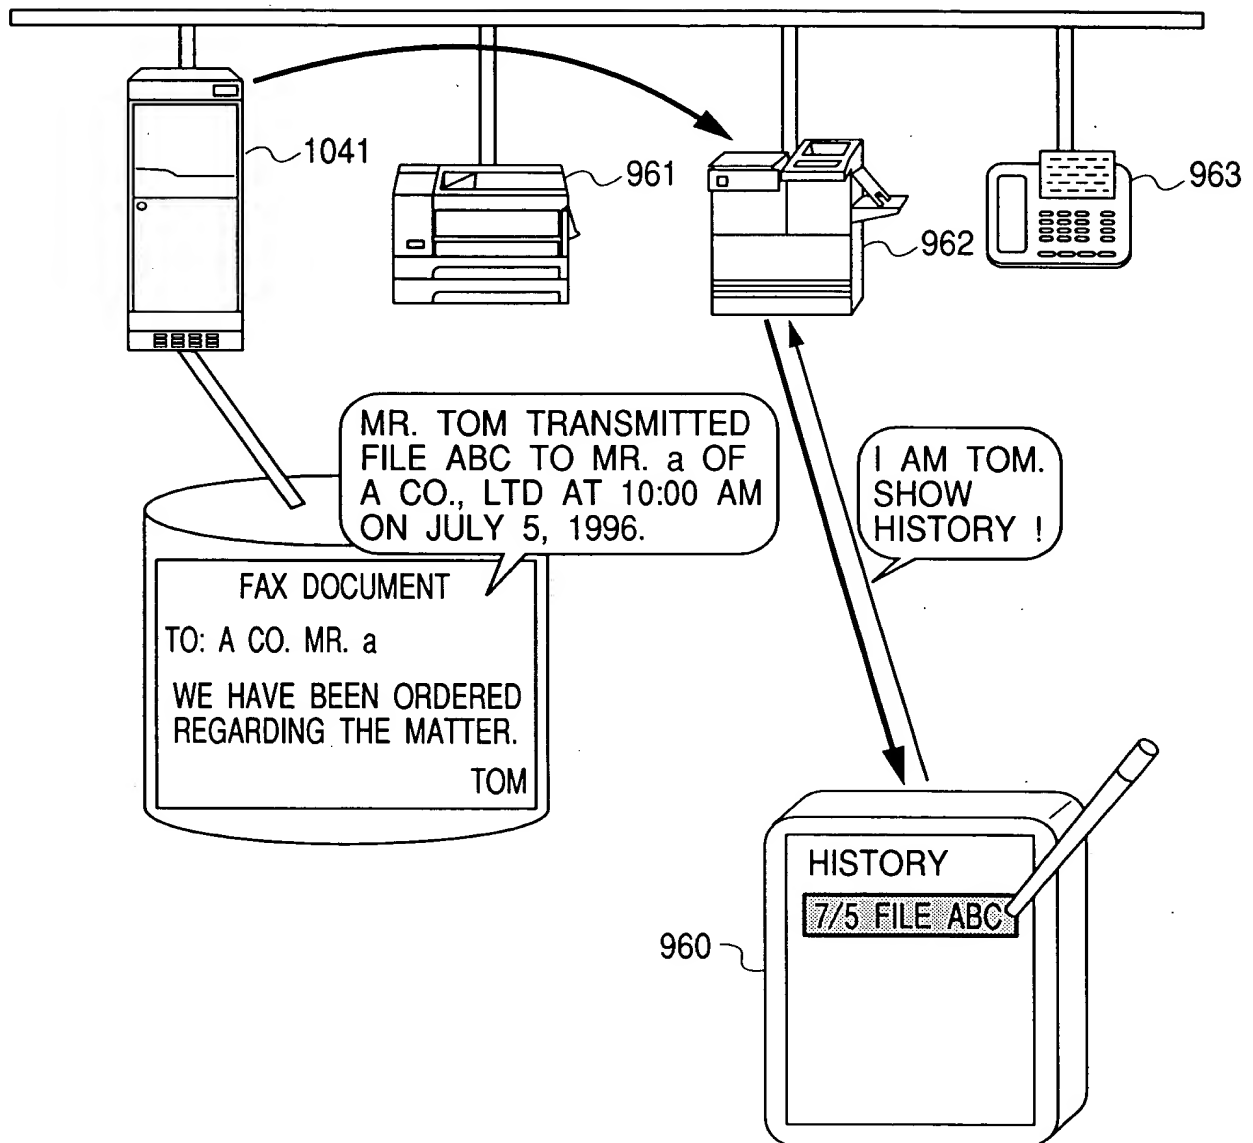 1041
961
962
963
MR. TOM TRANSMITTED
FILE ABC TO MR. a OF
A CO., LTD AT 10:00 AM
ON JULY 5, 1996.
I AM TOM.
SHOW
HISTORY !
FAX DOCUMENT
TO: A CO. MR. a
WE HAVE BEEN ORDERED
REGARDING THE MATTER.
TOM
HISTORY
7/5 FILE ABC
960